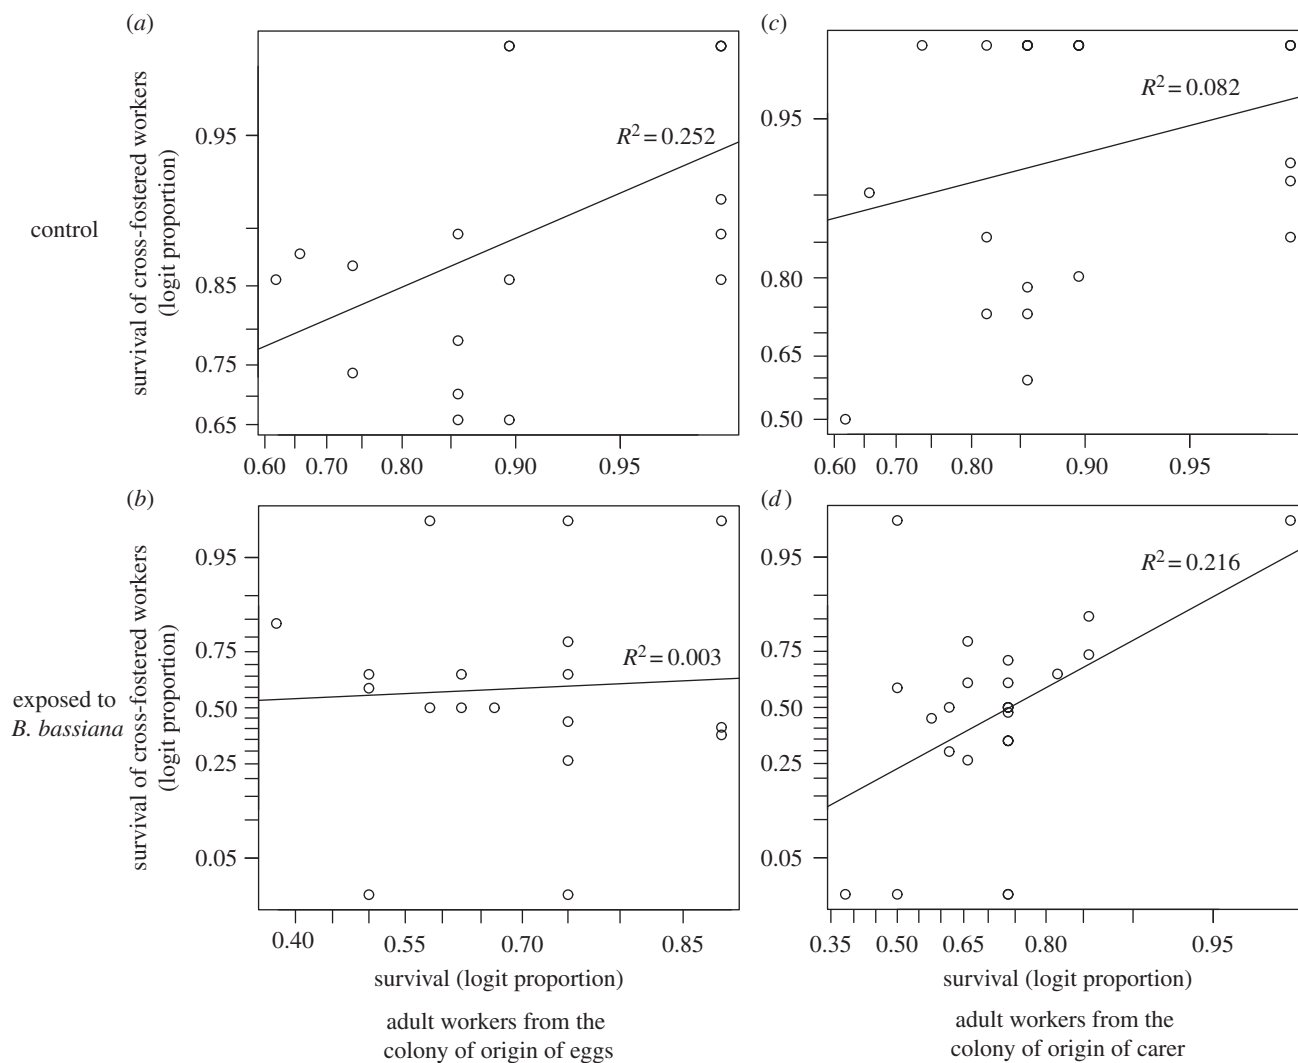 (a)
survival of cross-fostered workers
(logit proportion)
control
0.95
0.85
0.75
0.65
R² = 0.252
0.60 0.70 0.80 0.90 0.95
(c)
0.95
0.80
0.65
0.50
R² = 0.082
0.60 0.70 0.80 0.90 0.95
(b)
survival of cross-fostered workers
(logit proportion)
exposed to
B. bassiana
0.95
0.75
0.50
0.25
0.05
R² = 0.003
0.40 0.55 0.70 0.85
survival (logit proportion)
adult workers from the
colony of origin of eggs
(d)
0.95
0.75
0.50
0.25
0.05
R² = 0.216
0.35 0.50 0.65 0.80 0.95
survival (logit proportion)
adult workers from the
colony of origin of carer